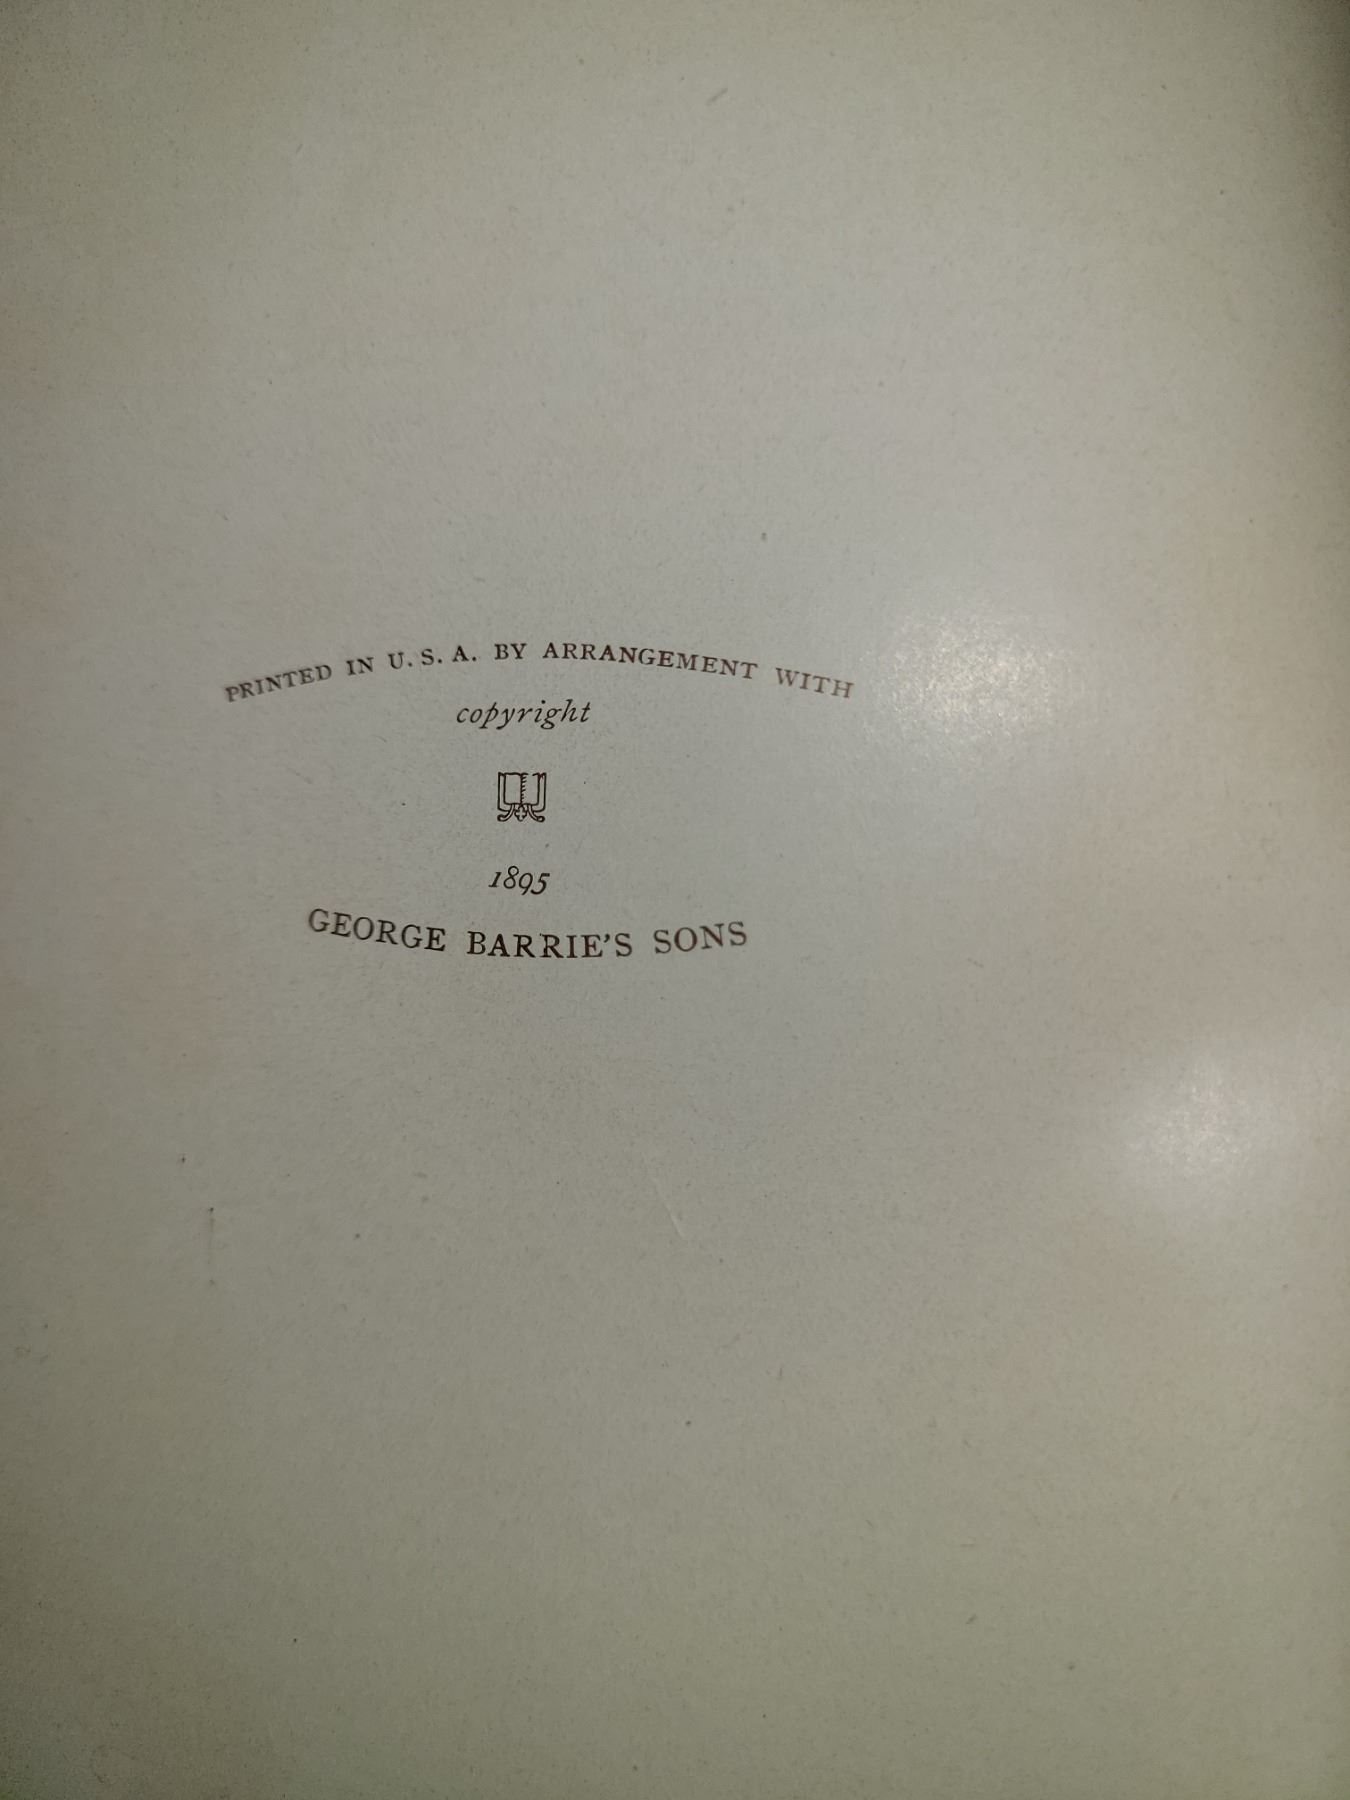 PRINTED IN U. S. A. BY ARRANGEMENT WITH
copyright
1895
GEORGE BARRIE'S SONS